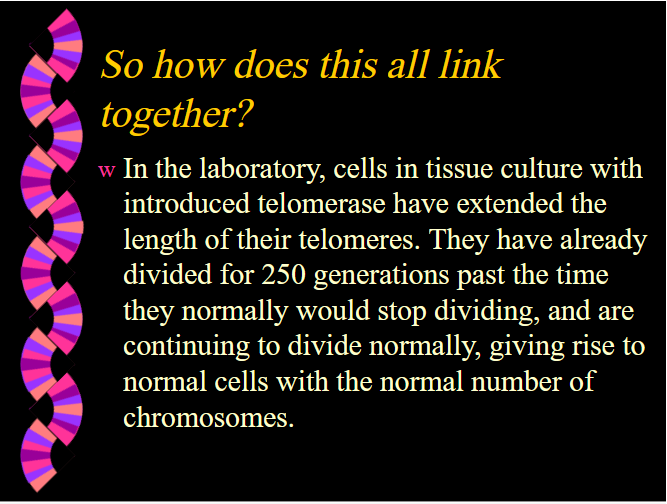 So how does this all link
together?
w In the laboratory, cells in tissue culture with
introduced telomerase have extended the
length of their telomeres. They have already
divided for 250 generations past the time
they normally would stop dividing, and are
continuing to divide normally, giving rise to
normal cells with the normal number of
chromosomes.